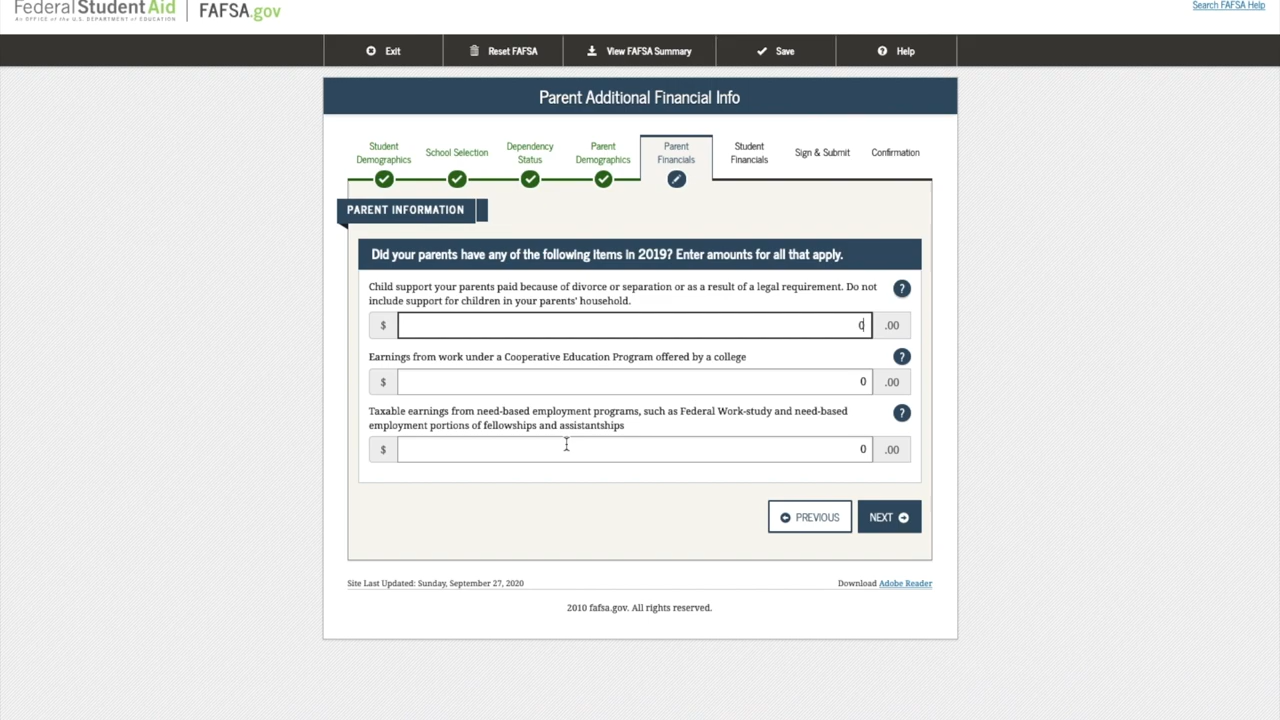 Federal Student Aid
An OFFICE of the U.S. DEPARTMENT of EDUCATION
FAFSA.gov
Search FAFSA Help
Exit
Reset FAFSA
View FAFSA Summary
Save
Help
Parent Additional Financial Info
Student Demographics
School Selection
Dependency Status
Parent Demographics
Parent Financials
Student Financials
Sign & Submit
Confirmation
PARENT INFORMATION
Did your parents have any of the following items in 2019? Enter amounts for all that apply.
Child support your parents paid because of divorce or separation or as a result of a legal requirement. Do not
include support for children in your parents' household.
?
$ 0 .00
Earnings from work under a Cooperative Education Program offered by a college
?
$ 0 .00
Taxable earnings from need-based employment programs, such as Federal Work-study and need-based
employment portions of fellowships and assistantships
?
$ 0 .00
PREVIOUS
NEXT
Site Last Updated: Sunday, September 27, 2020
Download Adobe Reader
2010 fafsa.gov. All rights reserved.